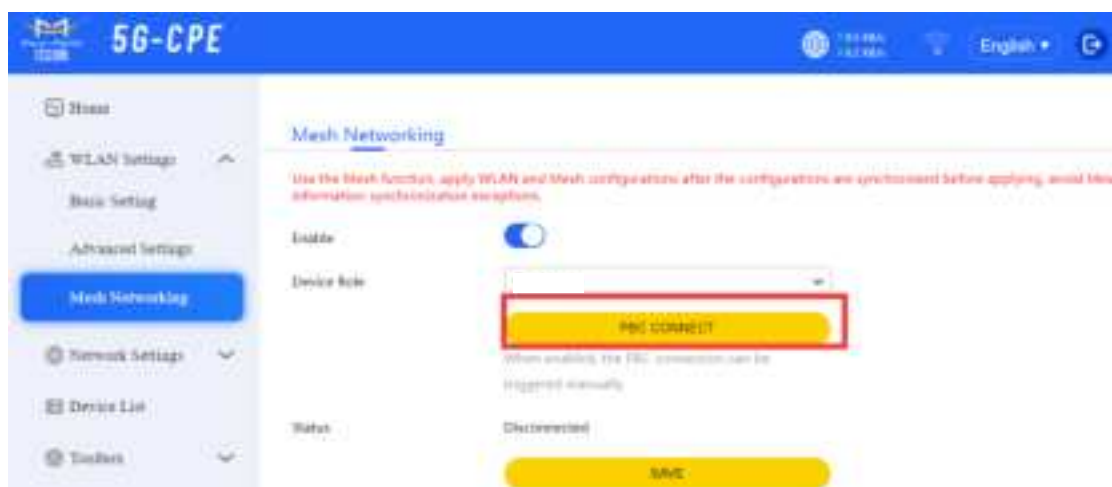 5G-CPE
English
Home
WLAN Settings
Basic Setting
Advanced Settings
Mesh Networking
Network Settings
Device List
Toolbox
Mesh Networking
Use the Mesh function, apply WLAN and Mesh configurations after the configurations are synchronized before applying, avoid Mesh
information synchronization exceptions.
Enable
Device Role
PBC CONNECT
When enabled, the PBC connection can be
triggered manually
Status
Disconnected
SAVE